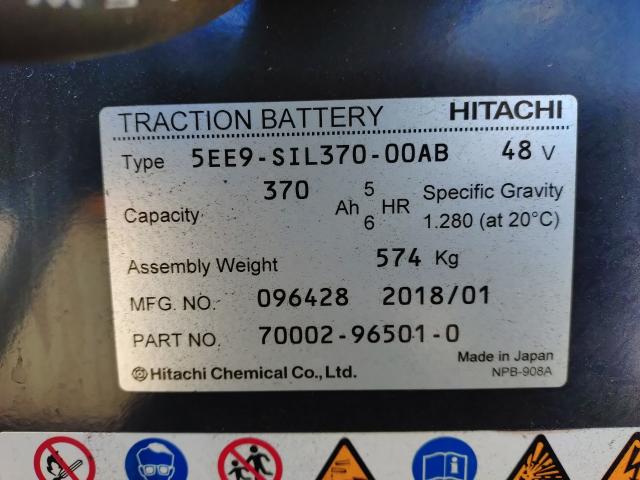 TRACTION BATTERY HITACHI
Type 5EE9-SIL370-00AB 48 V
Capacity 370 Ah 5 HR Specific Gravity
6 1.280 (at 20°C)
Assembly Weight 574 Kg
MFG. NO. 096428 2018/01
PART NO. 70002-96501-0
Made in Japan
Hitachi Chemical Co., Ltd. NPB-908A